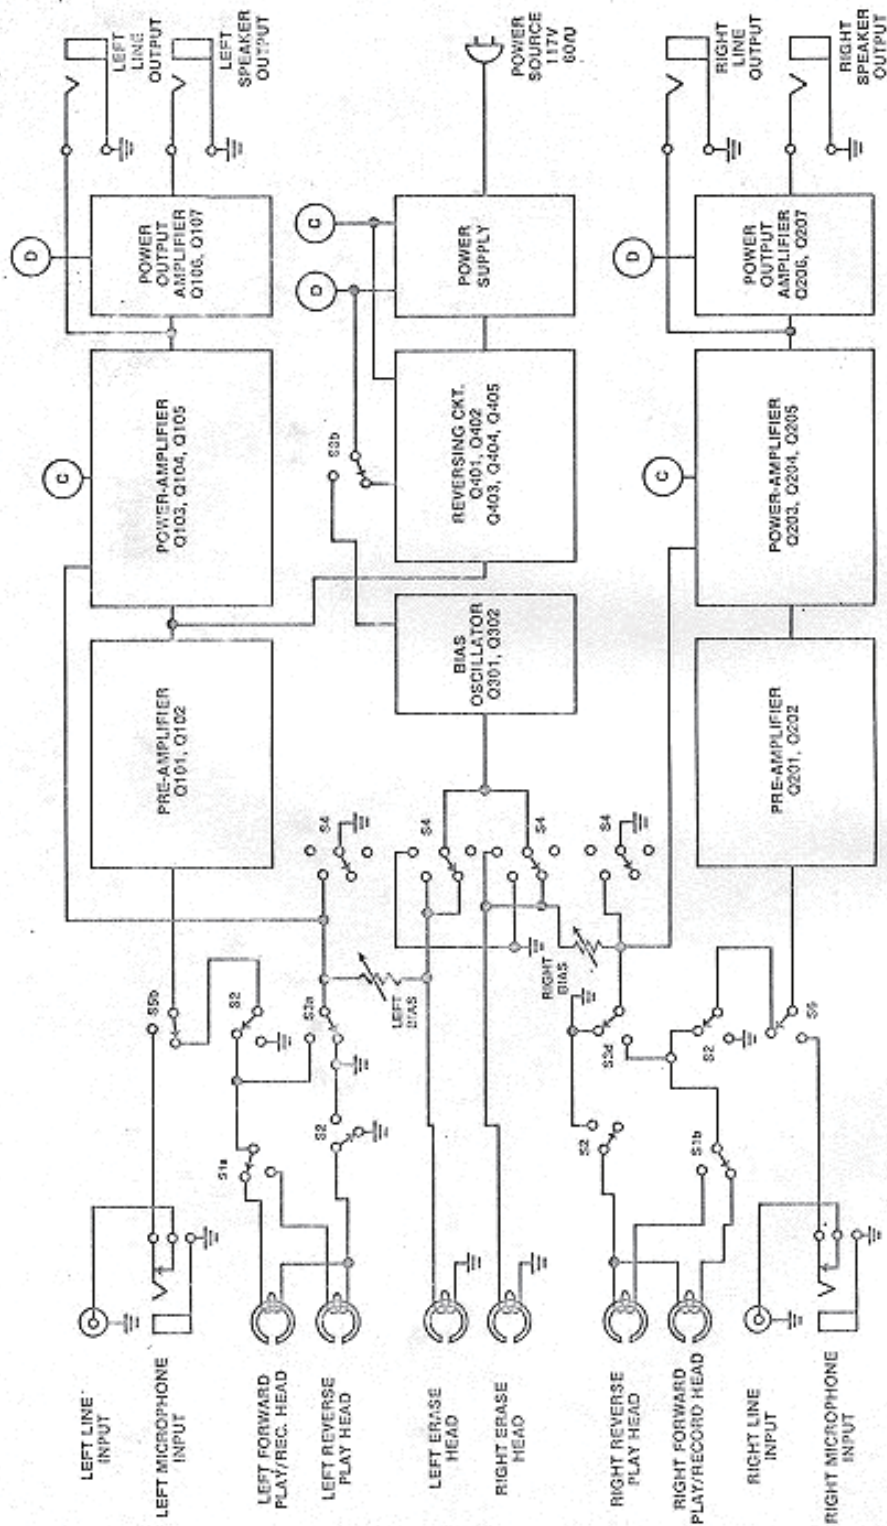 LEFT LINE
INPUT
LEFT MICROPHONE
INPUT
LEFT FORWARD
PLAY/REC. HEAD
LEFT REVERSE
PLAY HEAD
LEFT ERASE
HEAD
RIGHT ERASE
HEAD
RIGHT REVERSE
PLAY HEAD
RIGHT FORWARD
PLAY/RECORD HEAD
RIGHT LINE
INPUT
RIGHT MICROPHONE
INPUT
S5b
S2
S1a
S2
LEFT
BIAS
S4
S4
S4
S4
RIGHT
BIAS
S2
S1b
S2
S5
PRE-AMPLIFIER
Q101, Q102
POWER-AMPLIFIER
Q103, Q104, Q105
C
POWER
OUTPUT
AMPLIFIER
Q106, Q107
D
LEFT
LINE
OUTPUT
LEFT
SPEAKER
OUTPUT
BIAS
OSCILLATOR
Q301, Q302
REVERSING CKT.
Q401, Q402
Q403, Q404, Q405
D
C
POWER
SUPPLY
POWER
SOURCE
117V
PRE-AMPLIFIER
Q201, Q202
POWER-AMPLIFIER
Q203, Q204, Q205
C
POWER
OUTPUT
AMPLIFIER
Q206, Q207
D
RIGHT
LINE
OUTPUT
RIGHT
SPEAKER
OUTPUT